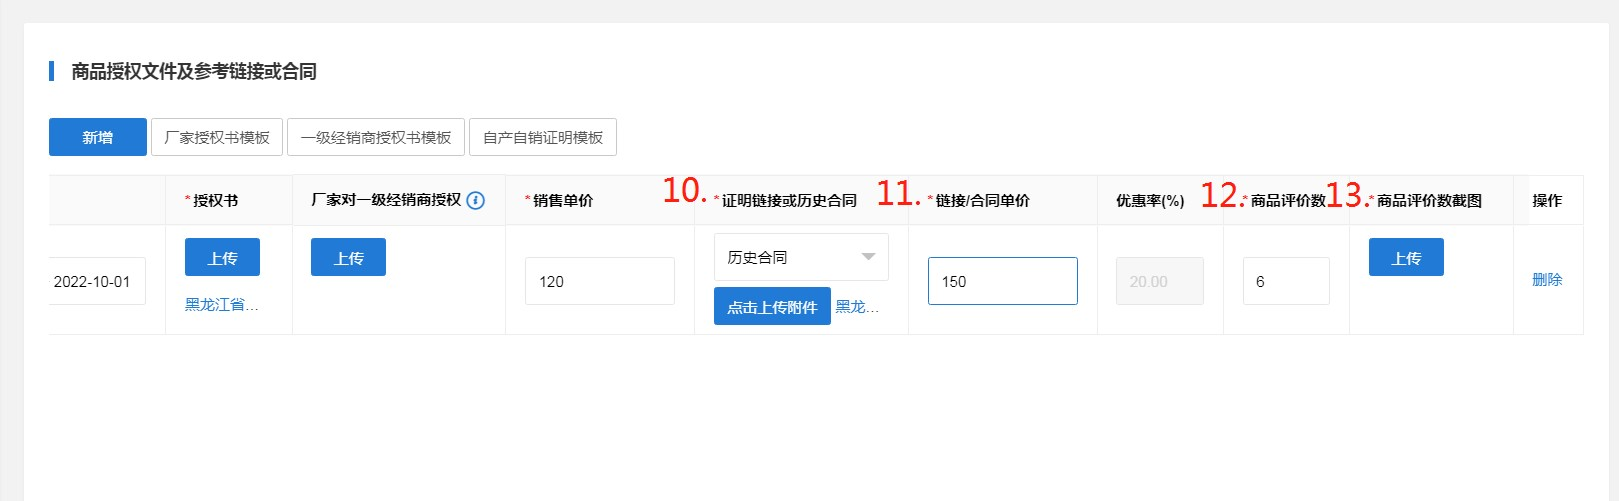 商品授权文件及参考链接或合同
新增 厂家授权书模板 一级经销商授权书模板 自产自销证明模板
*授权书 厂家对一级经销商授权 i *销售单价 10. *证明链接或历史合同 11. *链接/合同单价 优惠率(%) 12. *商品评价数 13. *商品评价数截图 操作
上传 上传 历史合同 上传
2022-10-01 120 150 20.00 6 删除
黑龙江省... 点击上传附件 黑龙...